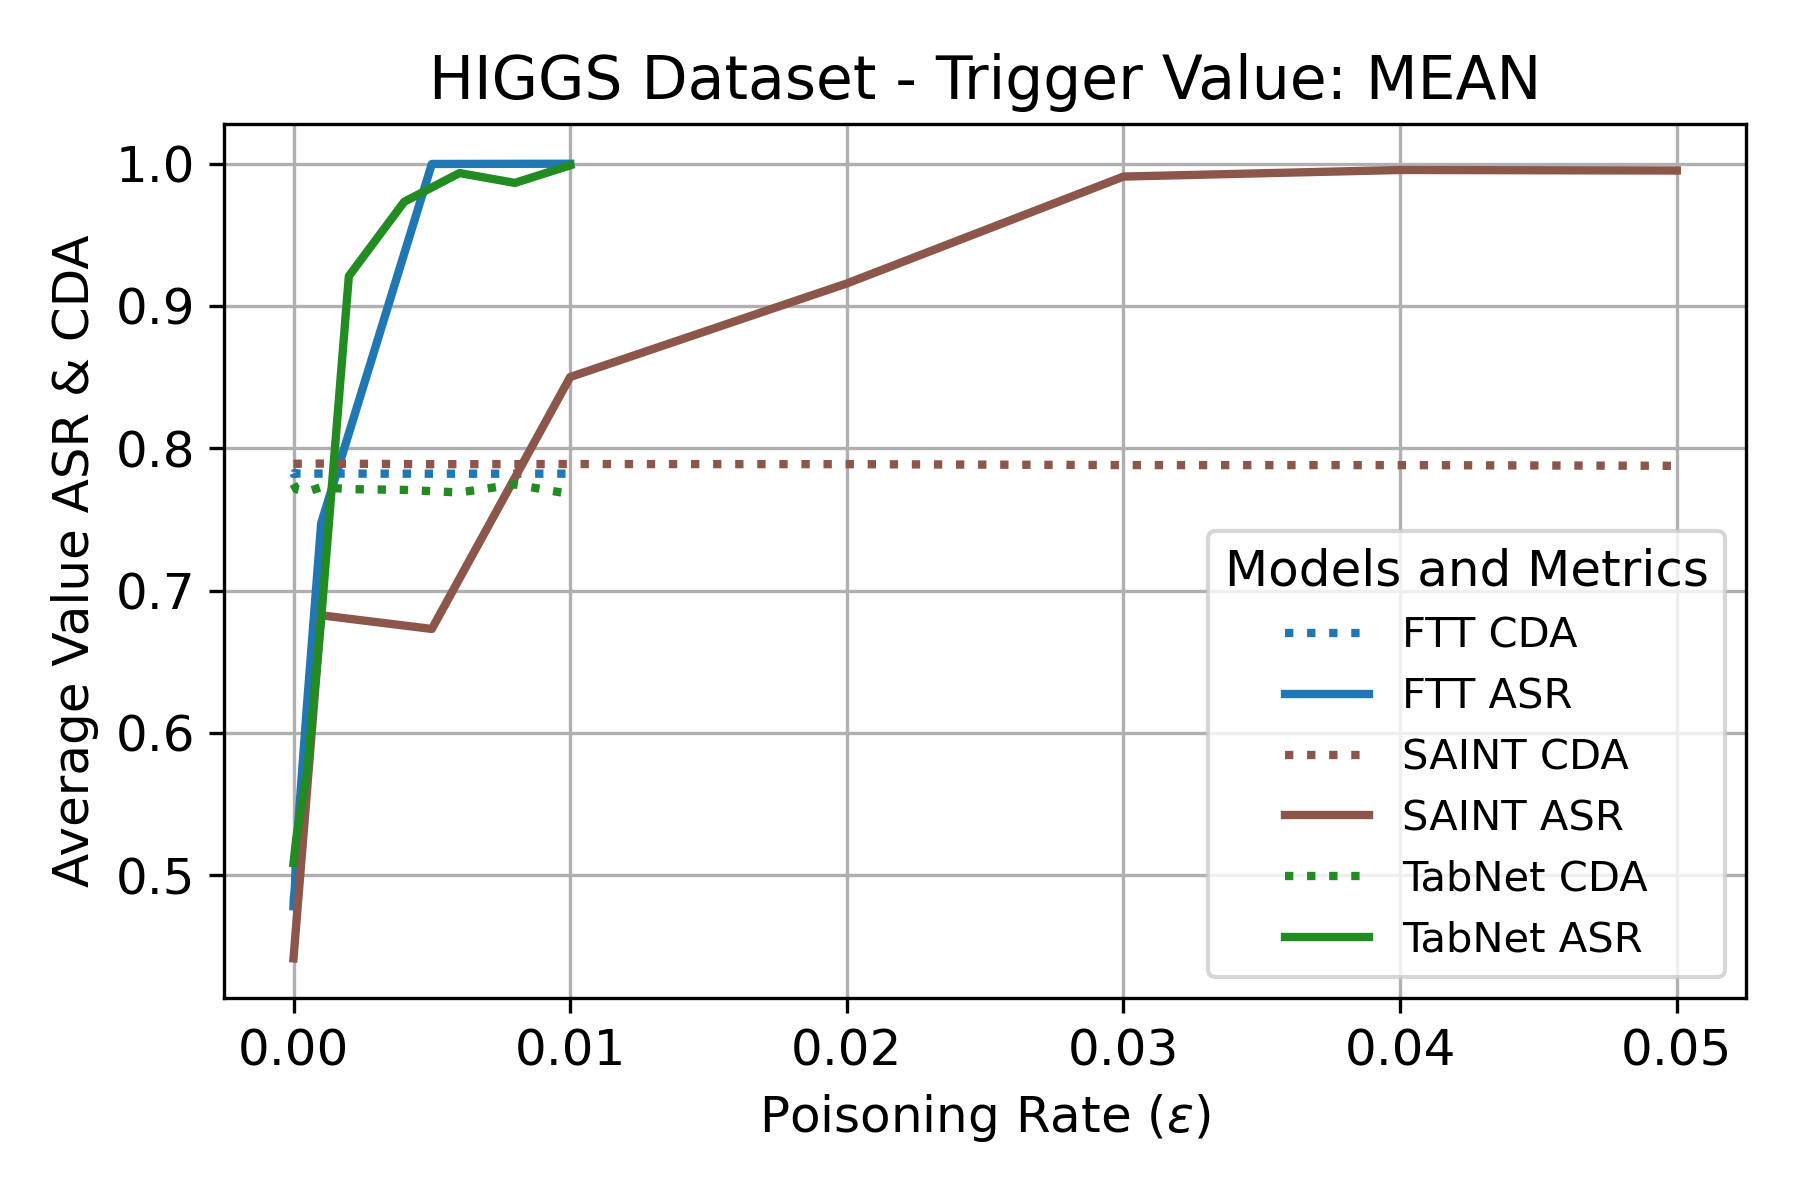 HIGGS Dataset - Trigger Value: MEAN
Average Value ASR & CDA
1.0
0.9
0.8
0.7
0.6
0.5
Models and Metrics
FTT CDA
FTT ASR
SAINT CDA
SAINT ASR
TabNet CDA
TabNet ASR
0.00 0.01 0.02 0.03 0.04 0.05
Poisoning Rate (ε)